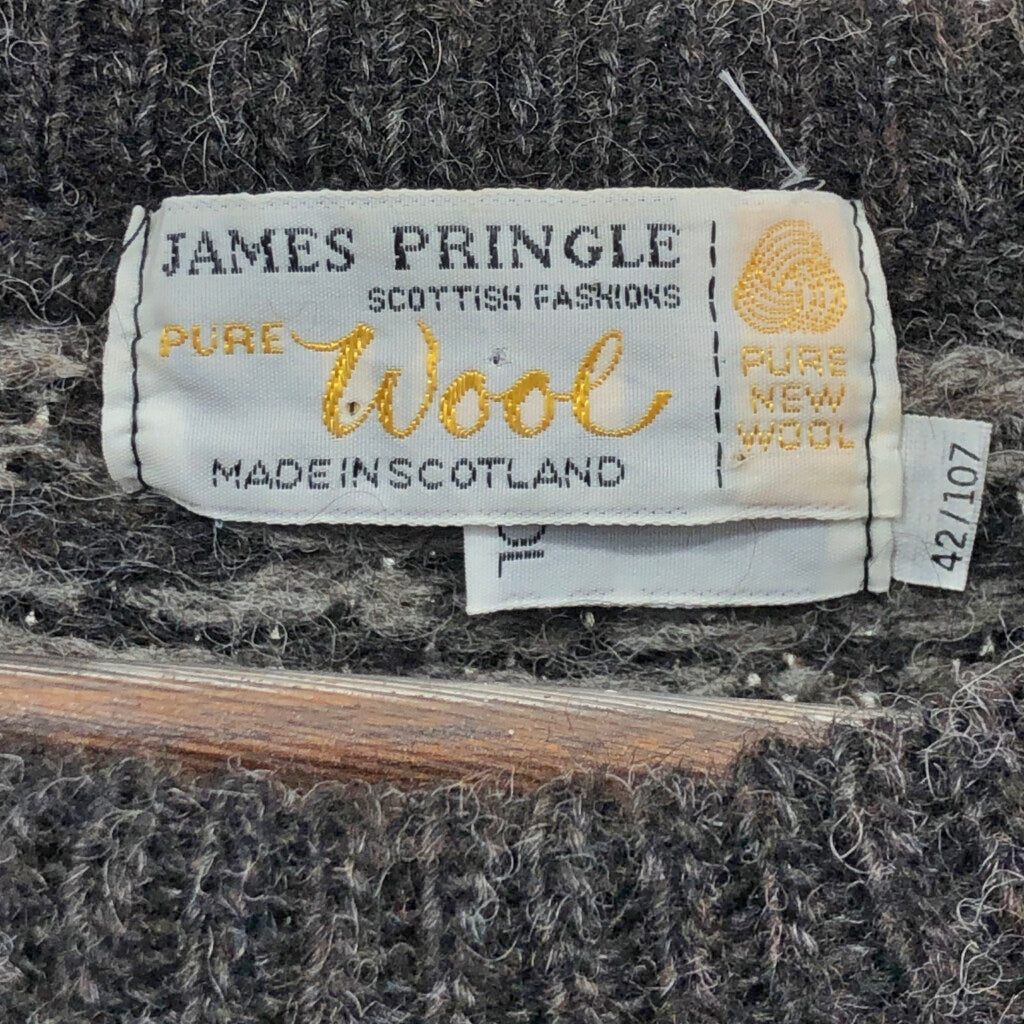 JAMES PRINGLE
SCOTTISH FASHIONS
PURE Wool
MADE IN SCOTLAND
PURE
NEW
WOOL
42/107